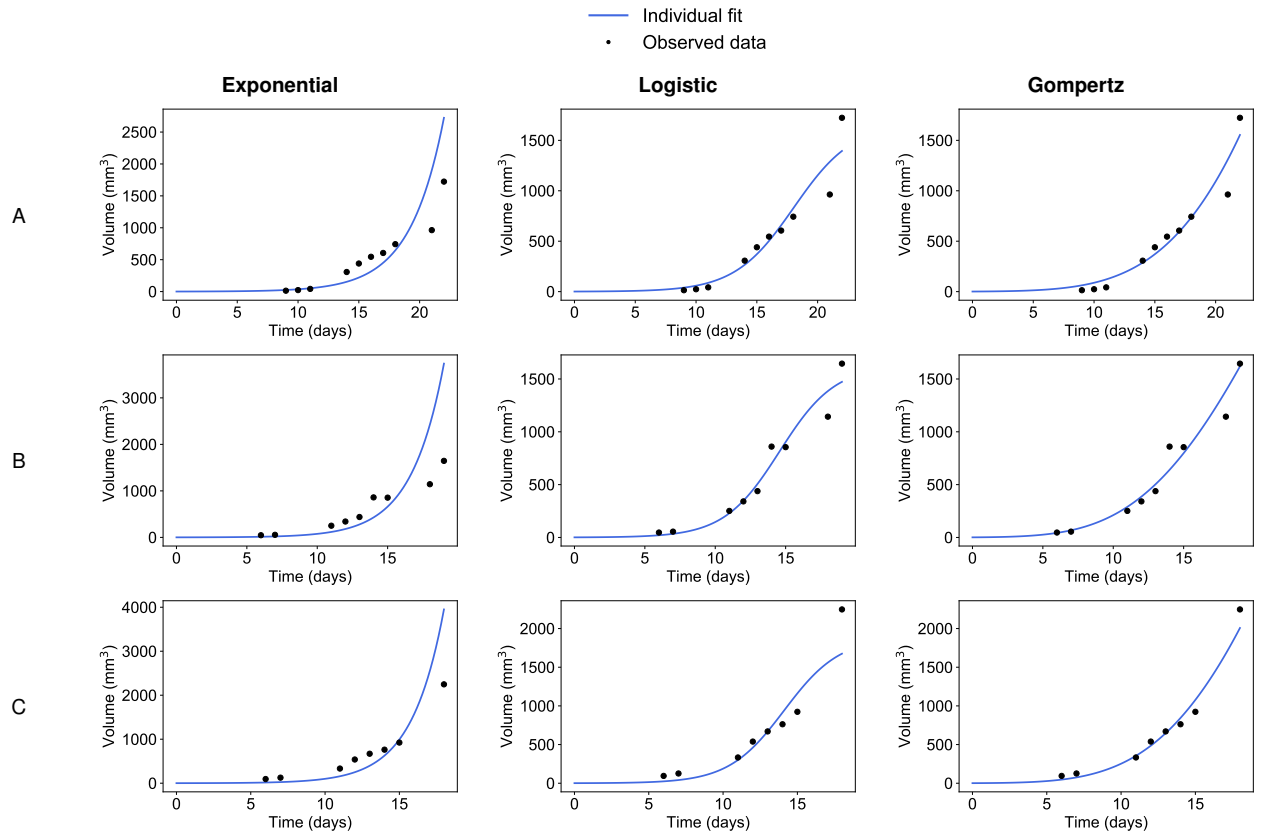 Individual fit
Observed data
Exponential Logistic Gompertz
A
Volume (mm³)
2500
2000
1500
1000
500
0
0 5 10 15 20
Time (days)
Volume (mm³)
1500
1000
500
0
0 5 10 15 20
Time (days)
Volume (mm³)
1500
1000
500
0
0 5 10 15 20
Time (days)
B
Volume (mm³)
3000
2000
1000
0
0 5 10 15
Time (days)
Volume (mm³)
1500
1000
500
0
0 5 10 15
Time (days)
Volume (mm³)
1500
1000
500
0
0 5 10 15
Time (days)
C
Volume (mm³)
4000
3000
2000
1000
0
0 5 10 15
Time (days)
Volume (mm³)
2000
1500
1000
500
0
0 5 10 15
Time (days)
Volume (mm³)
2000
1500
1000
500
0
0 5 10 15
Time (days)